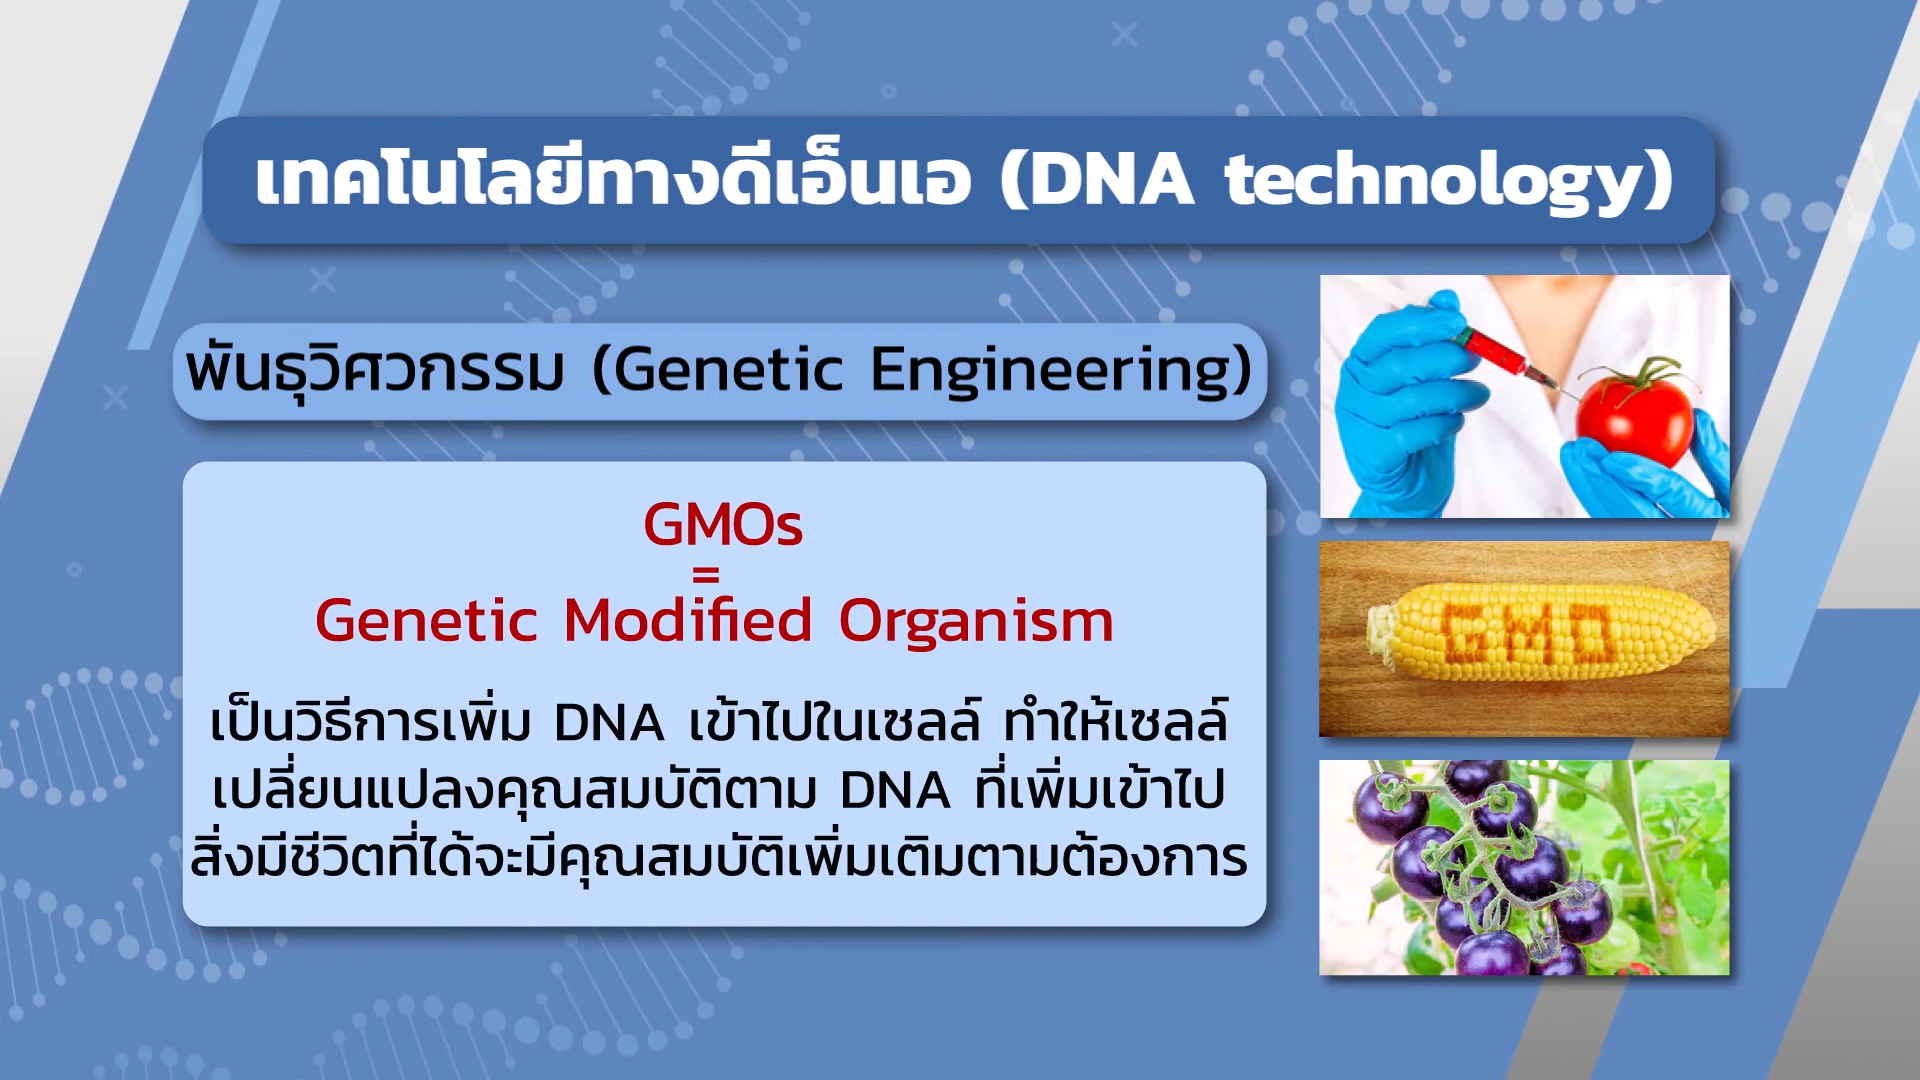 เทคโนโลยีทางดีเอ็นเอ (DNA technology)
พันธุวิศวกรรม (Genetic Engineering)
GMOs
=
Genetic Modified Organism
เป็นวิธีการเพิ่ม DNA เข้าไปในเซลล์ ทำให้เซลล์
เปลี่ยนแปลงคุณสมบัติตาม DNA ที่เพิ่มเข้าไป
สิ่งมีชีวิตที่ได้จะมีคุณสมบัติเพิ่มเติมตามต้องการ
GMO